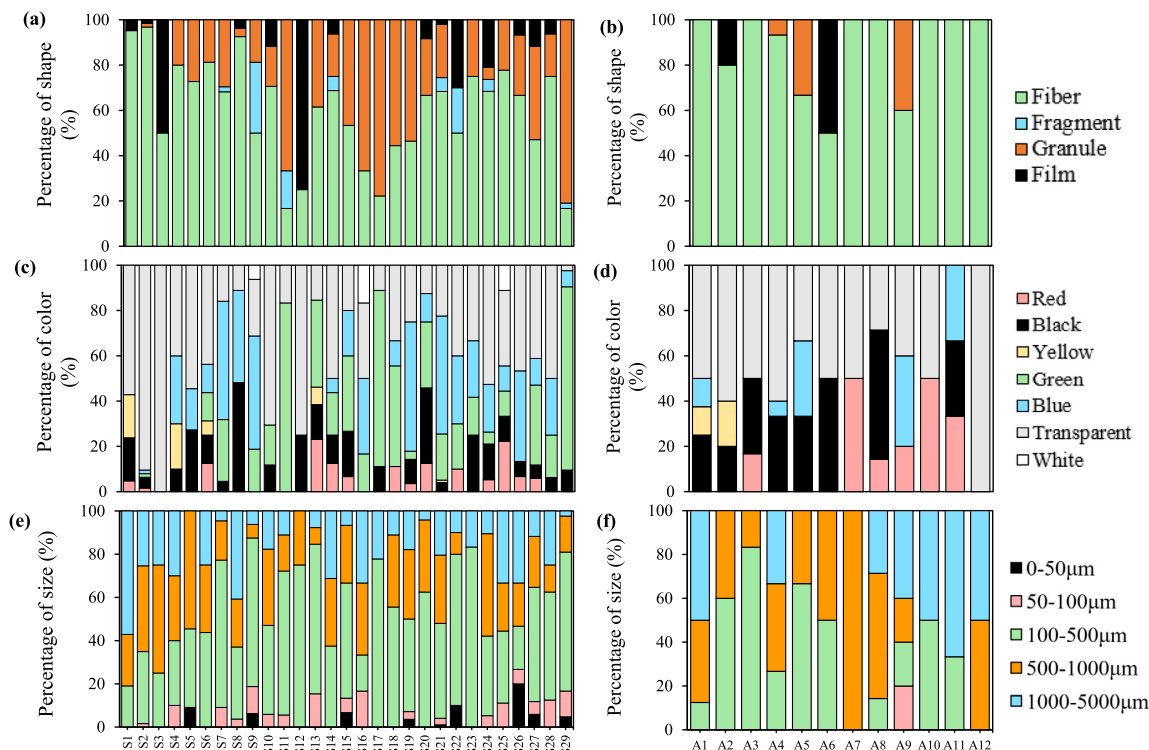 (a)
Percentage of shape
(%)
100
80
60
40
20
0
(b)
Percentage of shape
(%)
100
80
60
40
20
0
Fiber
Fragment
Granule
Film
(c)
Percentage of color
(%)
100
80
60
40
20
0
(d)
Percentage of color
(%)
100
80
60
40
20
0
Red
Black
Yellow
Green
Blue
Transparent
White
(e)
Percentage of size (%)
100
80
60
40
20
0
S1 S2 S3 S4 S5 S6 S7 S8 S9 S10 S11 S12 S13 S14 S15 S16 S17 S18 S19 S20 S21 S22 S23 S24 S25 S26 S27 S28 S29
(f)
Percentage of size (%)
100
80
60
40
20
0
A1 A2 A3 A4 A5 A6 A7 A8 A9 A10 A11 A12
0-50μm
50-100μm
100-500μm
500-1000μm
1000-5000μm